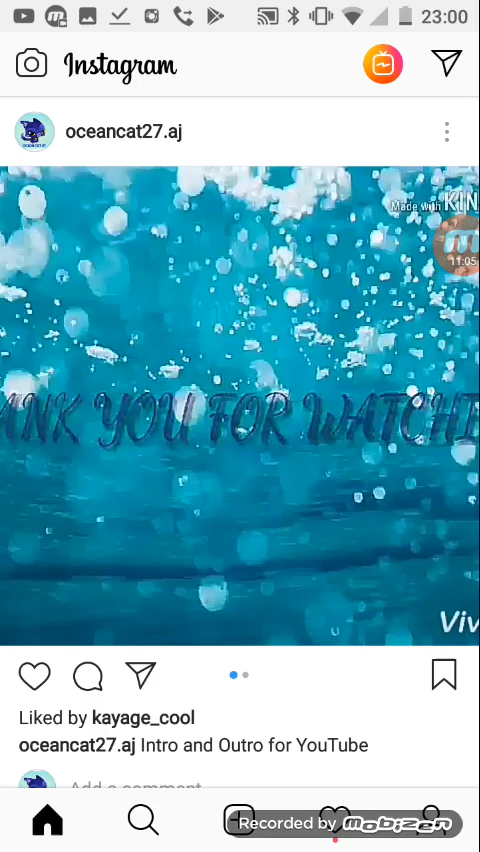 23:00
Instagram
oceancat27.aj
Made with KIN
11:05
ANK YOU FOR WATCHI
Viv
Liked by kayage_cool
oceancat27.aj Intro and Outro for YouTube
Add a comment
Recorded by mobizen